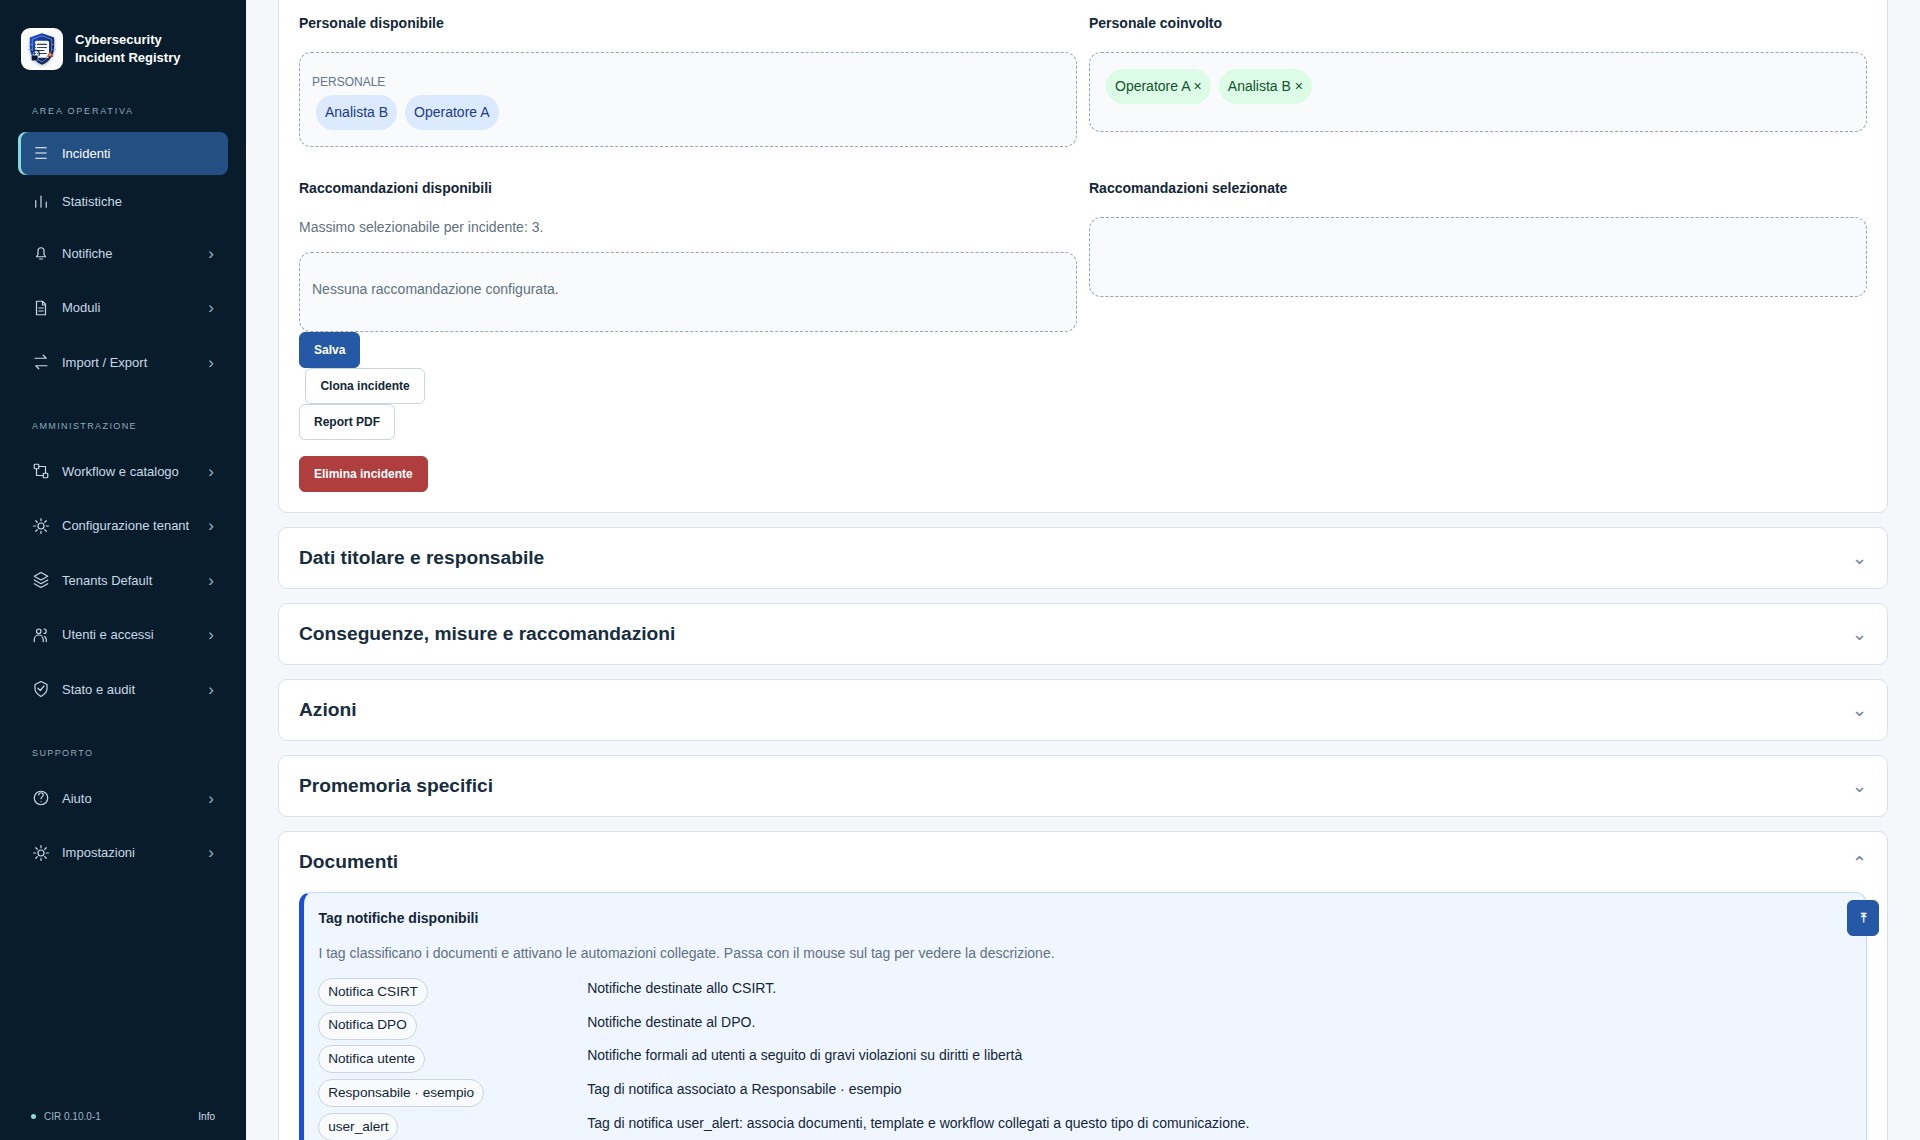 Cybersecurity
Incident Registry
AREA OPERATIVA
Incidenti
Statistiche
Notifiche
Moduli
Import / Export
AMMINISTRAZIONE
Workflow e catalogo
Configurazione tenant
Tenants Default
Utenti e accessi
Stato e audit
SUPPORTO
Aiuto
Impostazioni
CIR 0.10.0-1
Info
Personale disponibile
PERSONALE
Analista B
Operatore A
Personale coinvolto
Operatore A ×
Analista B ×
Raccomandazioni disponibili
Massimo selezionabile per incidente: 3.
Nessuna raccomandazione configurata.
Raccomandazioni selezionate
Salva
Clona incidente
Report PDF
Elimina incidente
Dati titolare e responsabile
Conseguenze, misure e raccomandazioni
Azioni
Promemoria specifici
Documenti
Tag notifiche disponibili
I tag classificano i documenti e attivano le automazioni collegate. Passa con il mouse sul tag per vedere la descrizione.
Notifica CSIRT
Notifiche destinate allo CSIRT.
Notifica DPO
Notifiche destinate al DPO.
Notifica utente
Notifiche formali ad utenti a seguito di gravi violazioni su diritti e libertà
Responsabile · esempio
Tag di notifica associato a Responsabile · esempio
user_alert
Tag di notifica user_alert: associa documenti, template e workflow collegati a questo tipo di comunicazione.